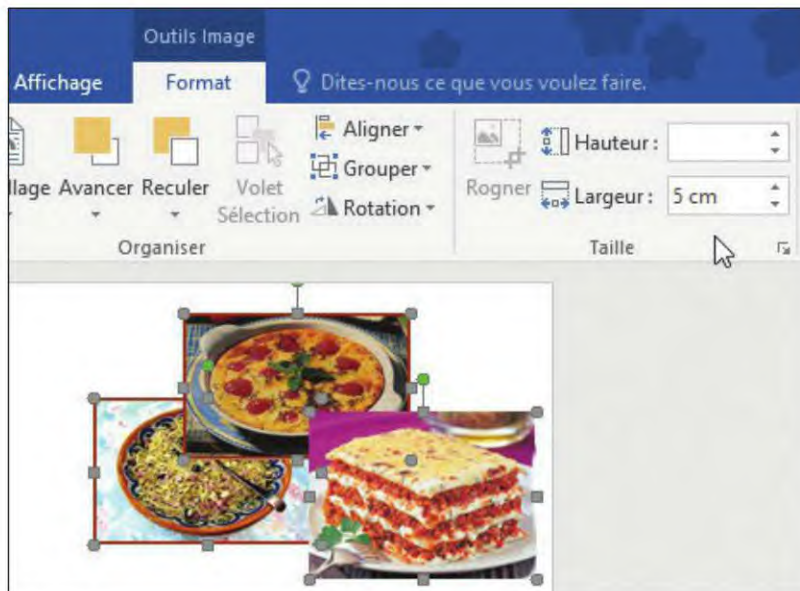 Outils Image
Affichage Format Dites-nous ce que vous voulez faire.
Aligner
Grouper
Rotation
Avancer Reculer Volet Sélection
Rogner
Hauteur :
Largeur : 5 cm
Organiser Taille